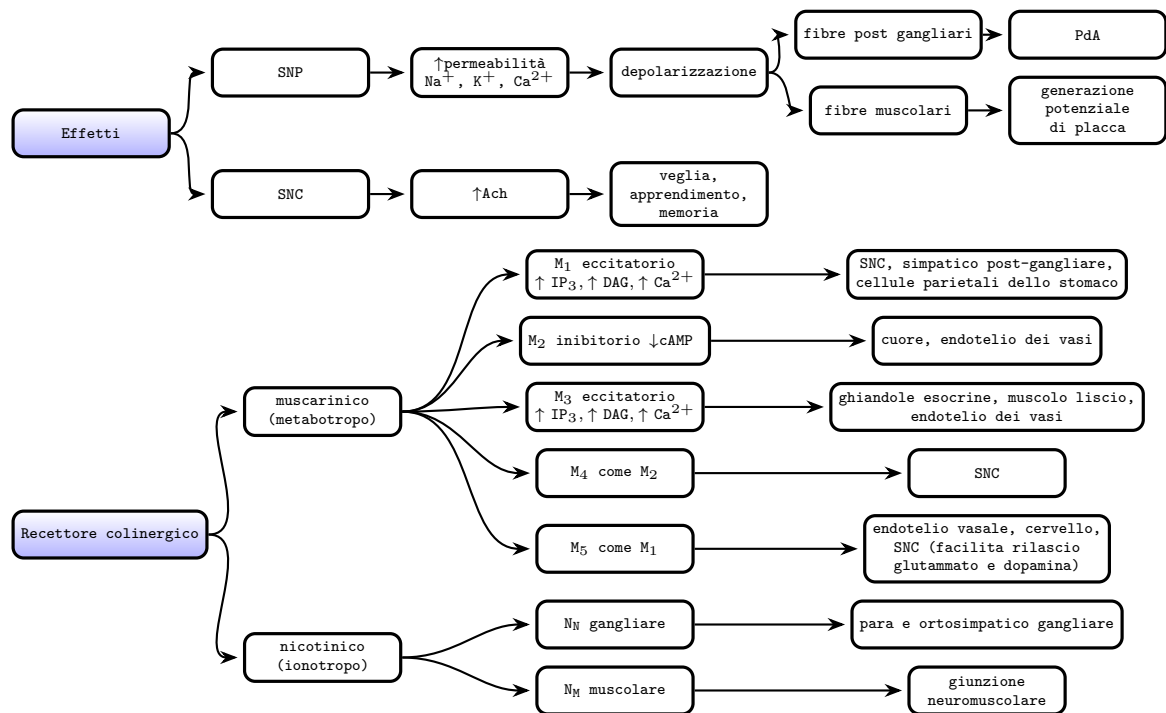 Effetti
SNP
↑permeabilità
Na⁺, K⁺, Ca²⁺
depolarizzazione
fibre post gangliari
PdA
fibre muscolari
generazione
potenziale
di placca
SNC
↑Ach
veglia,
apprendimento,
memoria
Recettore colinergico
muscarinico
(metabotropo)
M₁ eccitatorio
↑ IP₃, ↑ DAG, ↑ Ca²⁺
SNC, simpatico post-gangliare,
cellule parietali dello stomaco
M₂ inibitorio ↓cAMP
cuore, endotelio dei vasi
M₃ eccitatorio
↑ IP₃, ↑ DAG, ↑ Ca²⁺
ghiandole esocrine, muscolo liscio,
endotelio dei vasi
M₄ come M₂
SNC
M₅ come M₁
endotelio vasale, cervello,
SNC (facilita rilascio
glutammato e dopamina)
nicotinico
(ionotropo)
N_N gangliare
para e ortosimpatico gangliare
N_M muscolare
giunzione
neuromuscolare